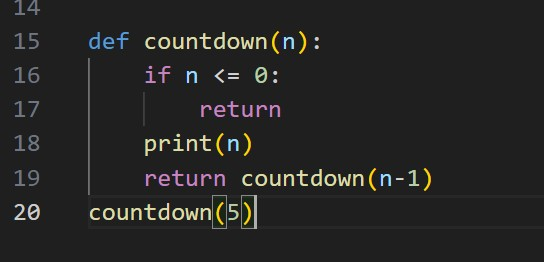 14
15 def countdown(n):
16     if n <= 0:
17         return
18     print(n)
19     return countdown(n-1)
20 countdown(5)